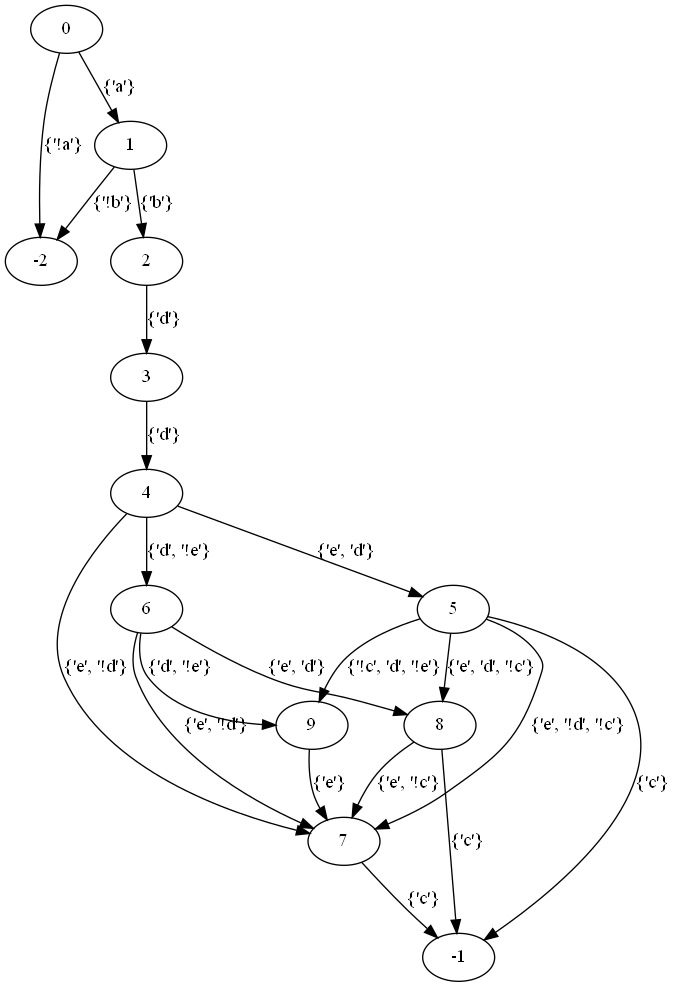 0
{'a'}
{'!a'}
1
{'!b'}
{'b'}
-2
2
{'d'}
3
{'d'}
4
{'d', '!e'}
{'e', 'd'}
6
5
{'e', '!d'}
{'d', '!e'}
{'e', 'd'}
{'!c', 'd', '!e'}
{'e', 'd', '!c'}
{'e', '!d'}
9
8
{'e', '!d', '!c'}
{'e'}
{'e', '!c'}
{'c'}
7
{'c'}
{'c'}
-1